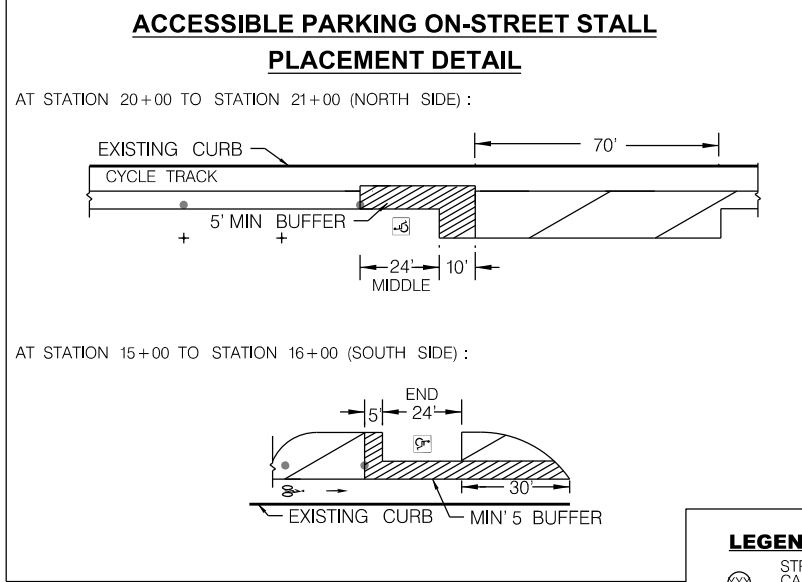 ACCESSIBLE PARKING ON-STREET STALL
PLACEMENT DETAIL
AT STATION 20+00 TO STATION 21+00 (NORTH SIDE) :
EXISTING CURB
70'
CYCLE TRACK
5' MIN BUFFER
24'
10'
MIDDLE
AT STATION 15+00 TO STATION 16+00 (SOUTH SIDE) :
END
5'
24'
30'
EXISTING CURB
MIN' 5 BUFFER
LEGEN